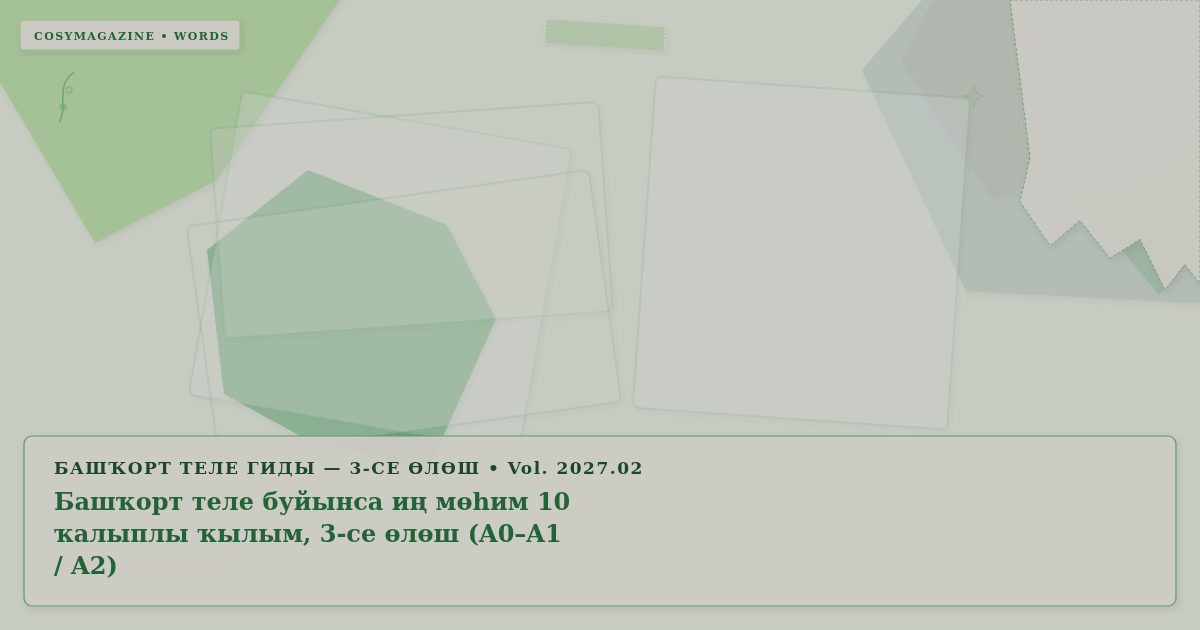 COSYMAGAZINE • WORDS
БАШҠОРТ ТЕЛЕ ГИДЫ — 3-СЕ ӨЛӨШ • Vol. 2027.02
Башҡорт теле буйынса иң мөһим 10
ҡалыплы ҡылым, 3-се өлөш (A0–A1
/ A2)